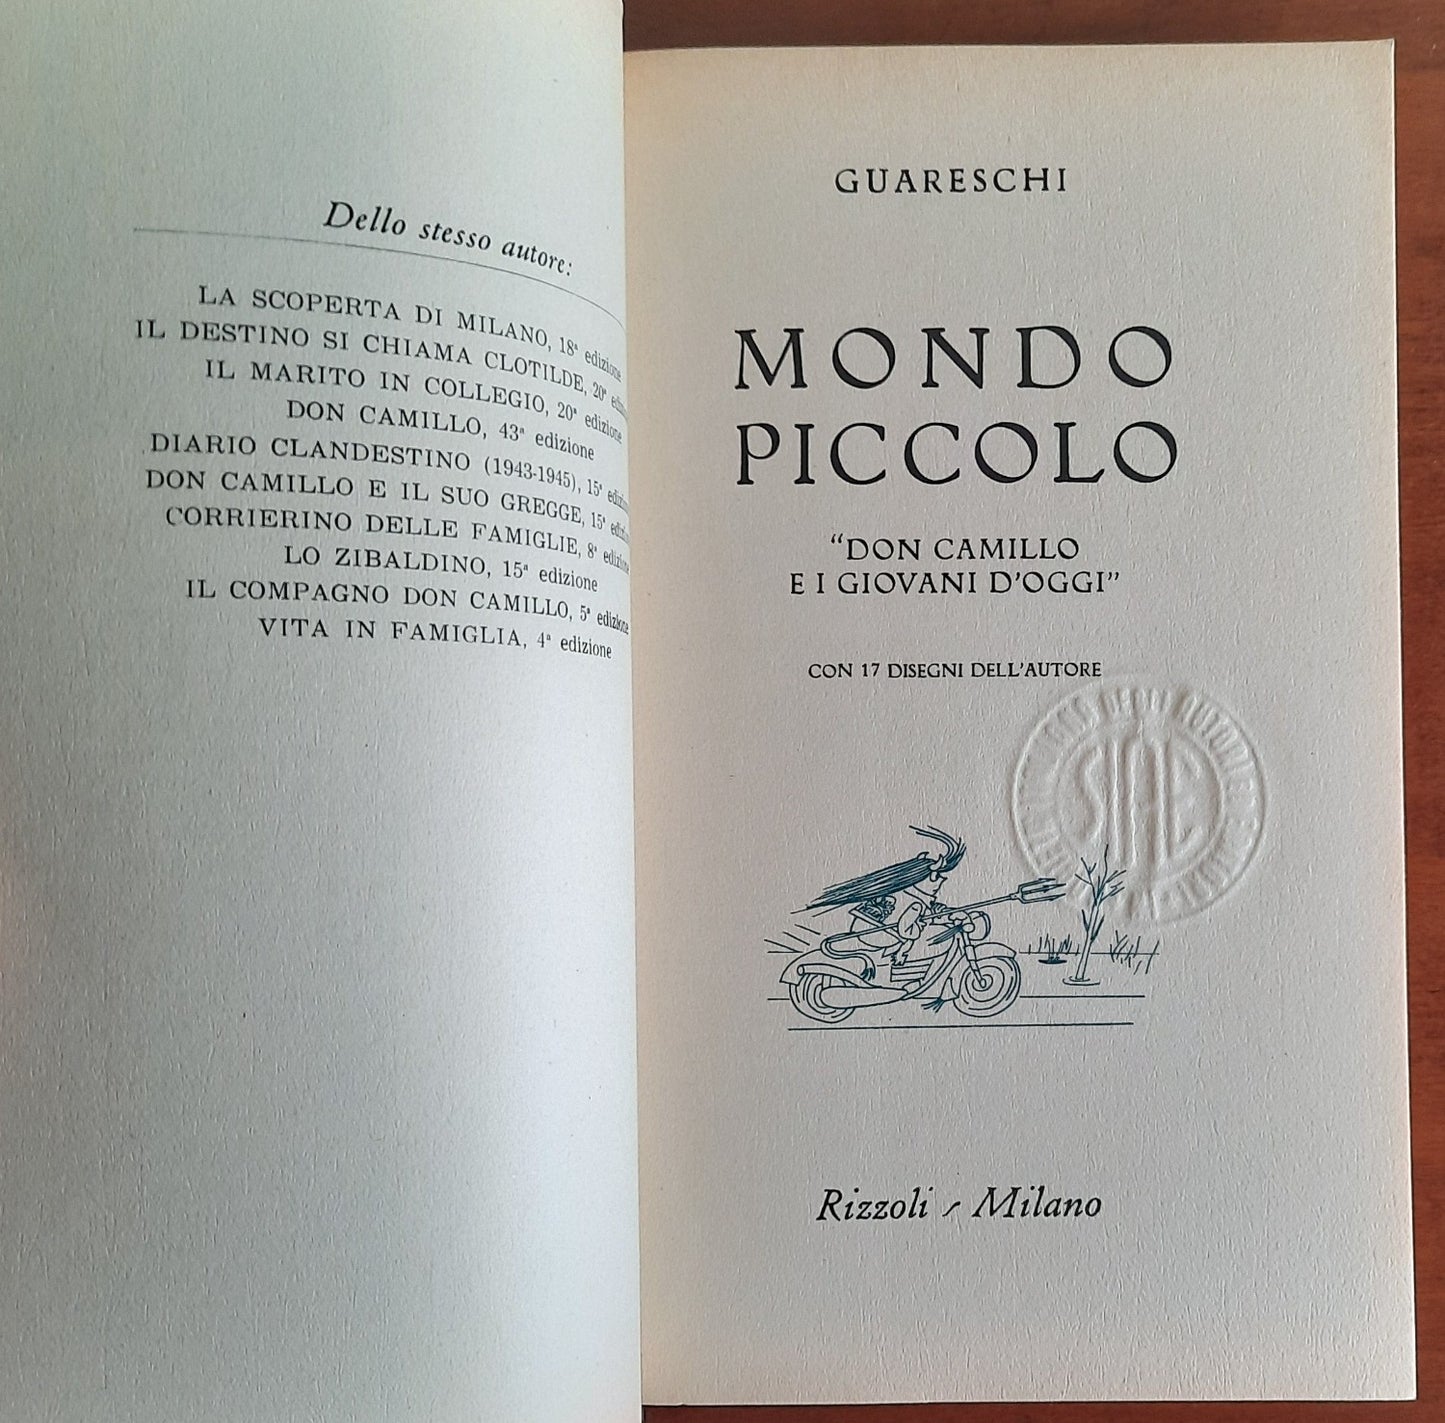 Dello stesso autore:
LA SCOPERTA DI MILANO, 18ª edizione
IL DESTINO SI CHIAMA CLOTILDE, 20ª
IL MARITO IN COLLEGIO, 20ª edizione
DON CAMILLO, 43ª edizione
DIARIO CLANDESTINO (1943-1945), 15ª
DON CAMILLO E IL SUO GREGGE, 15ª
CORRIERINO DELLE FAMIGLIE, 8ª edizione
LO ZIBALDINO, 15ª edizione
IL COMPAGNO DON CAMILLO, 5ª edizione
VITA IN FAMIGLIA, 4ª edizione
GUARESCHI
MONDO
PICCOLO
“DON CAMILLO
E I GIOVANI D'OGGI”
CON 17 DISEGNI DELL'AUTORE
SIAE
Rizzoli - Milano